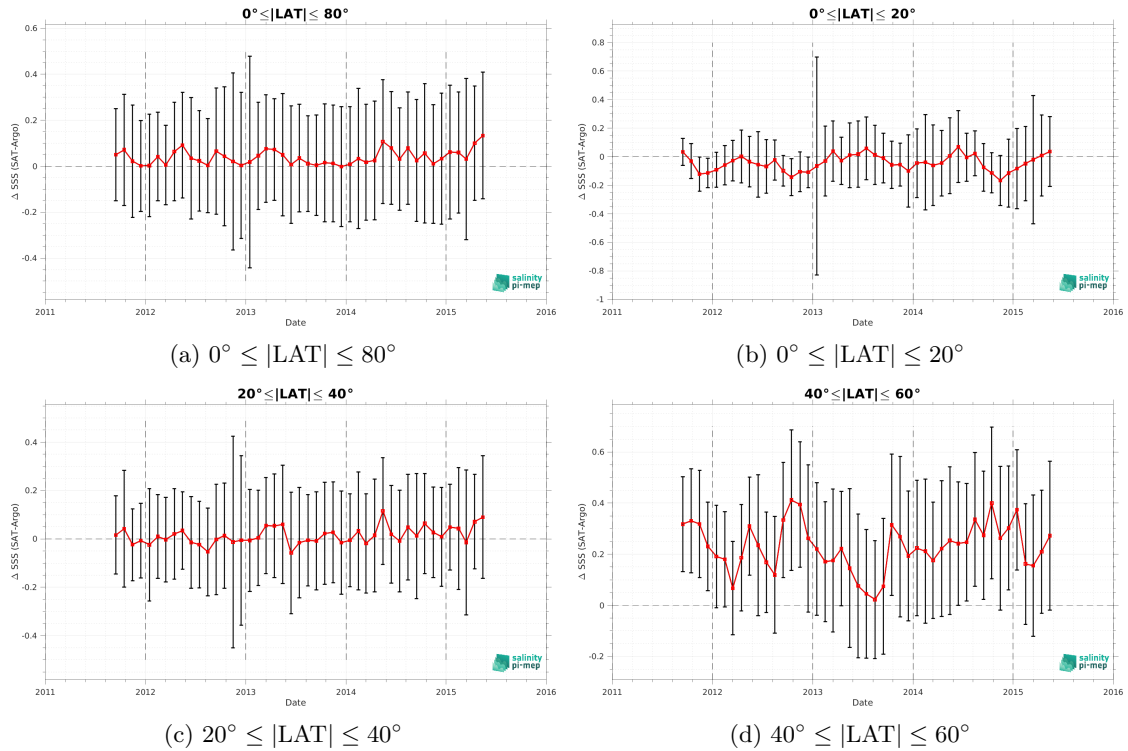 0°≤|LAT|≤ 80°
0.6
0.4
0.2
0
-0.2
-0.4
Δ SSS (SAT-Argo)
2011
2012
2013
2014
2015
2016
Date
salinity
pi-mep
(a) 0° ≤ |LAT| ≤ 80°
0°≤|LAT|≤ 20°
0.8
0.6
0.4
0.2
0
-0.2
-0.4
-0.6
-0.8
-1
Δ SSS (SAT-Argo)
2011
2012
2013
2014
2015
2016
Date
salinity
pi-mep
(b) 0° ≤ |LAT| ≤ 20°
20°≤|LAT|≤ 40°
0.4
0.2
0
-0.2
-0.4
Δ SSS (SAT-Argo)
2011
2012
2013
2014
2015
2016
Date
salinity
pi-mep
(c) 20° ≤ |LAT| ≤ 40°
40°≤|LAT|≤ 60°
0.6
0.4
0.2
0
-0.2
Δ SSS (SAT-Argo)
2011
2012
2013
2014
2015
2016
Date
salinity
pi-mep
(d) 40° ≤ |LAT| ≤ 60°